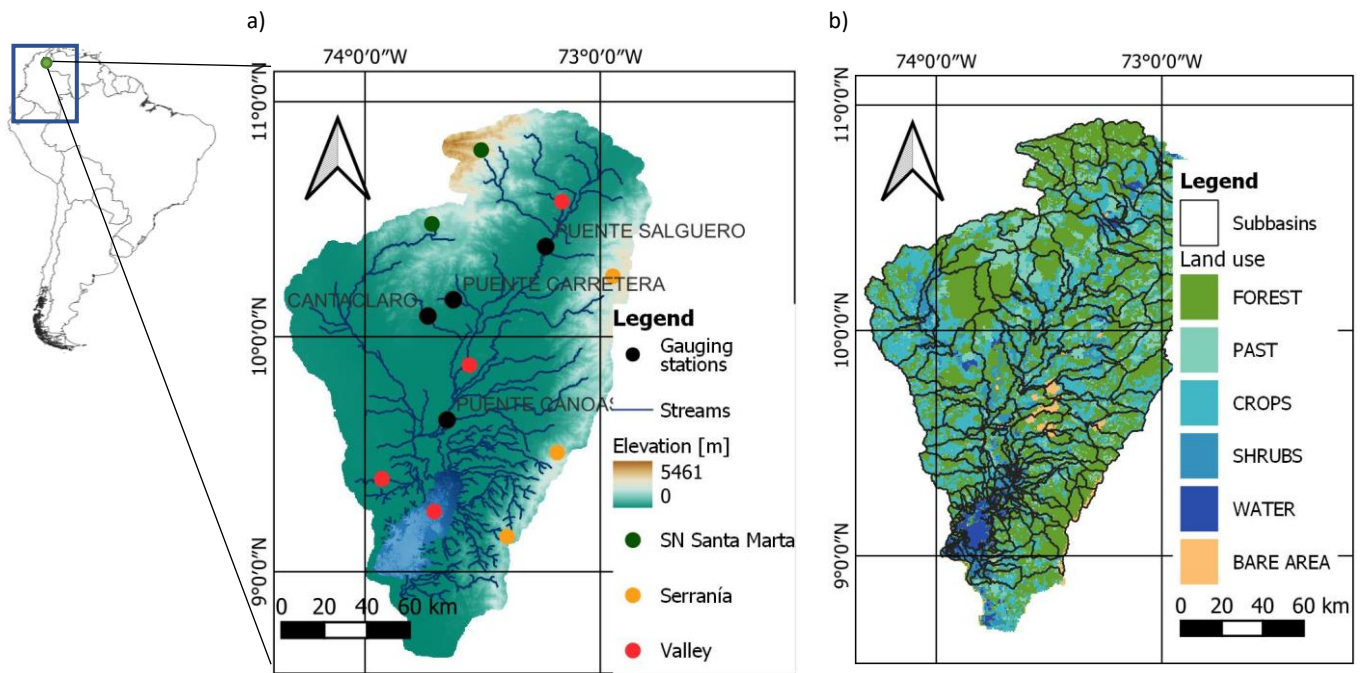 a)
74°0'0"W
73°0'0"W
11°0'0"N
10°0'0"N
9°0'0"N
PUENTE SALGUERO
PUENTE CARRETERA
CANTACLARO
PUENTE CANOAS
0 20 40 60 km
Legend
Gauging
stations
Streams
Elevation [m]
5461
0
SN Santa Marta
Serranía
Valley
b)
74°0'0"W
73°0'0"W
11°0'0"N
10°0'0"N
9°0'0"N
Legend
Subbasins
Land use
FOREST
PAST
CROPS
SHRUBS
WATER
BARE AREA
0 20 40 60 km